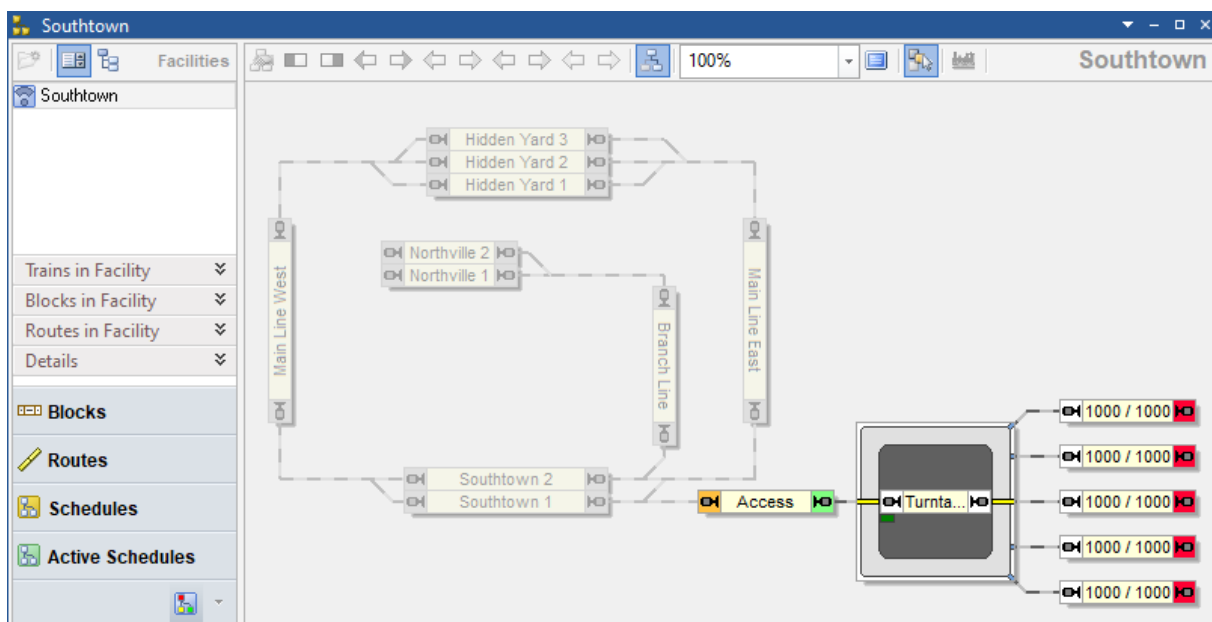 Southtown
Facilities
100%
Southtown
Southtown
Hidden Yard 3
Hidden Yard 2
Hidden Yard 1
Northville 2
Northville 1
Trains in Facility
Blocks in Facility
Routes in Facility
Details
Main Line West
Branch Line
Main Line East
Blocks
Routes
Schedules
Active Schedules
Southtown 2
Southtown 1
Access
Turnta...
1000 / 1000
1000 / 1000
1000 / 1000
1000 / 1000
1000 / 1000